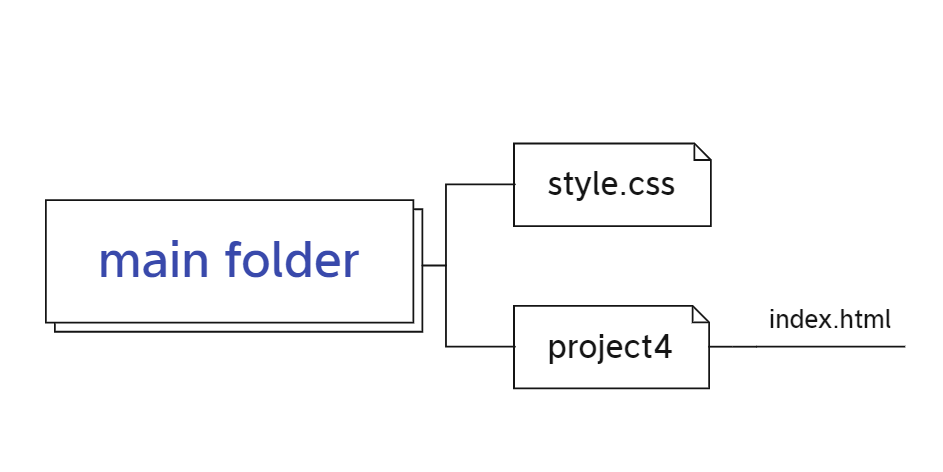 style.css
main folder
project4
index.html